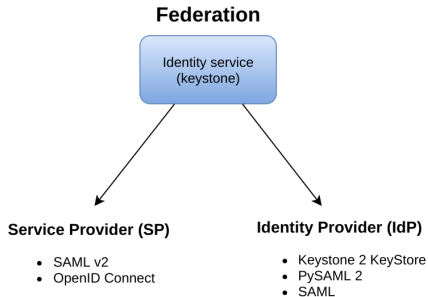 Federation
Identity service
(keystone)
Service Provider (SP)
SAML v2
OpenID Connect
Identity Provider (IdP)
Keystone 2 KeyStore
PySAML 2
SAML